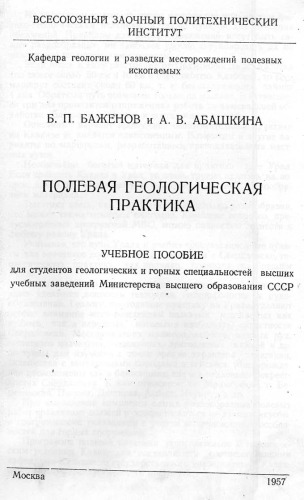 ВСЕСОЮЗНЫЙ ЗАОЧНЫЙ ПОЛИТЕХНИЧЕСКИЙ
ИНСТИТУТ
Кафедра геологии и разведки месторождений полезных
ископаемых
Б. П. БАЖЕНОВ и А. В. АБАШКИНА
ПОЛЕВАЯ ГЕОЛОГИЧЕСКАЯ
ПРАКТИКА
УЧЕБНОЕ ПОСОБИЕ
для студентов геологических и горных специальностей высших
учебных заведений Министерства высшего образования СССР
Москва 1957